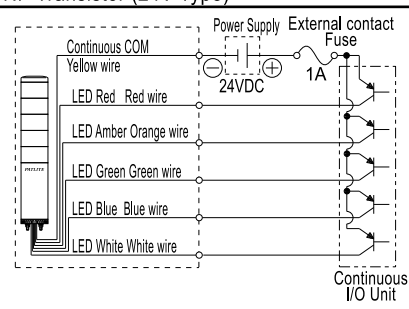 Transistor (24V Type)
Power Supply
External contact
Fuse
Continuous COM
Yellow wire
24VDC
1A
LED Red Red wire
LED Amber Orange wire
LED Green Green wire
PATLITE
LED Blue Blue wire
LED White White wire
Continuous
I/O Unit